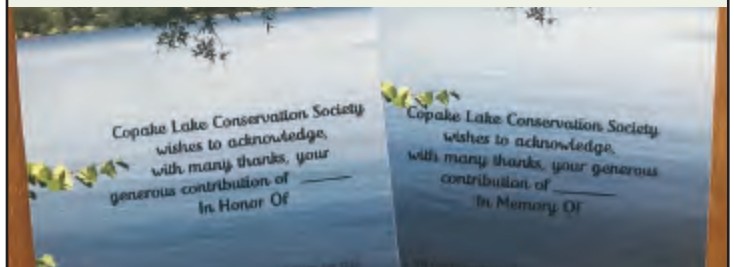 Copake Lake Conservation Society
wishes to acknowledge,
with many thanks, your
generous contribution of ______
In Honor Of
Copake Lake Conservation Society
wishes to acknowledge,
with many thanks, your generous
contribution of ______
In Memory Of